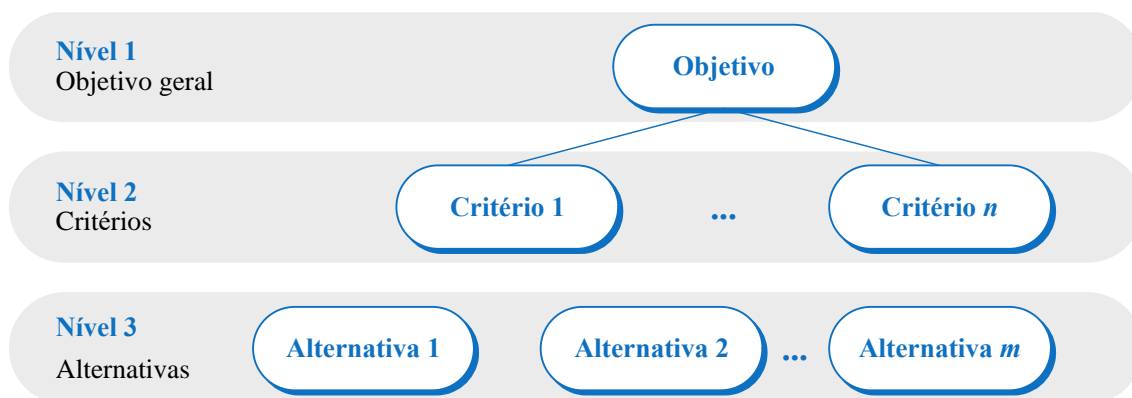 Nível 1
Objetivo geral
Objetivo
Nível 2
Critérios
Critério 1
...
Critério n
Nível 3
Alternativas
Alternativa 1
Alternativa 2
...
Alternativa m